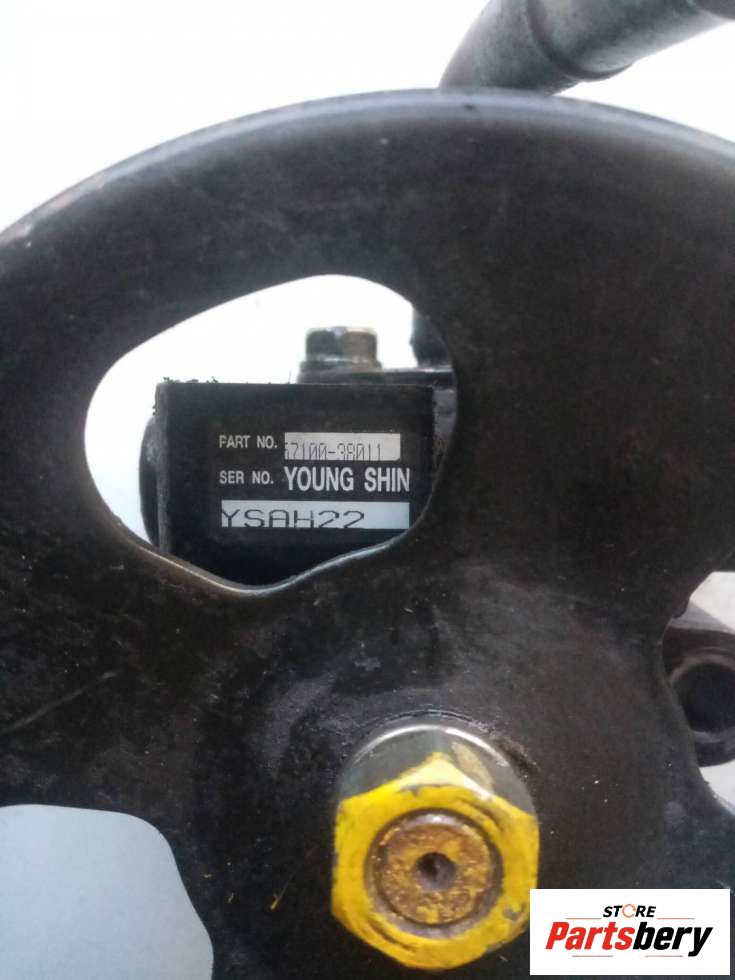 PART NO. 57100-38011
SER NO. YOUNG SHIN
YSAH22
STORE
Partsbery